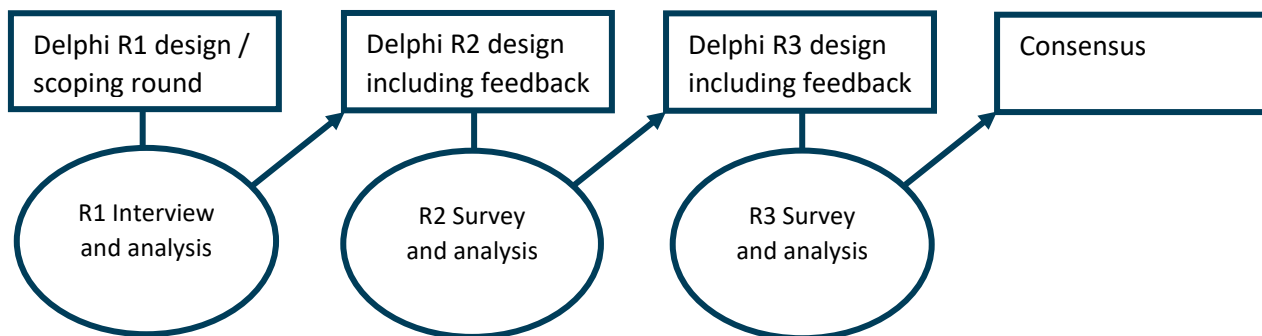 Delphi R1 design /
scoping round
Delphi R2 design
including feedback
Delphi R3 design
including feedback
Consensus
R1 Interview
and analysis
R2 Survey
and analysis
R3 Survey
and analysis